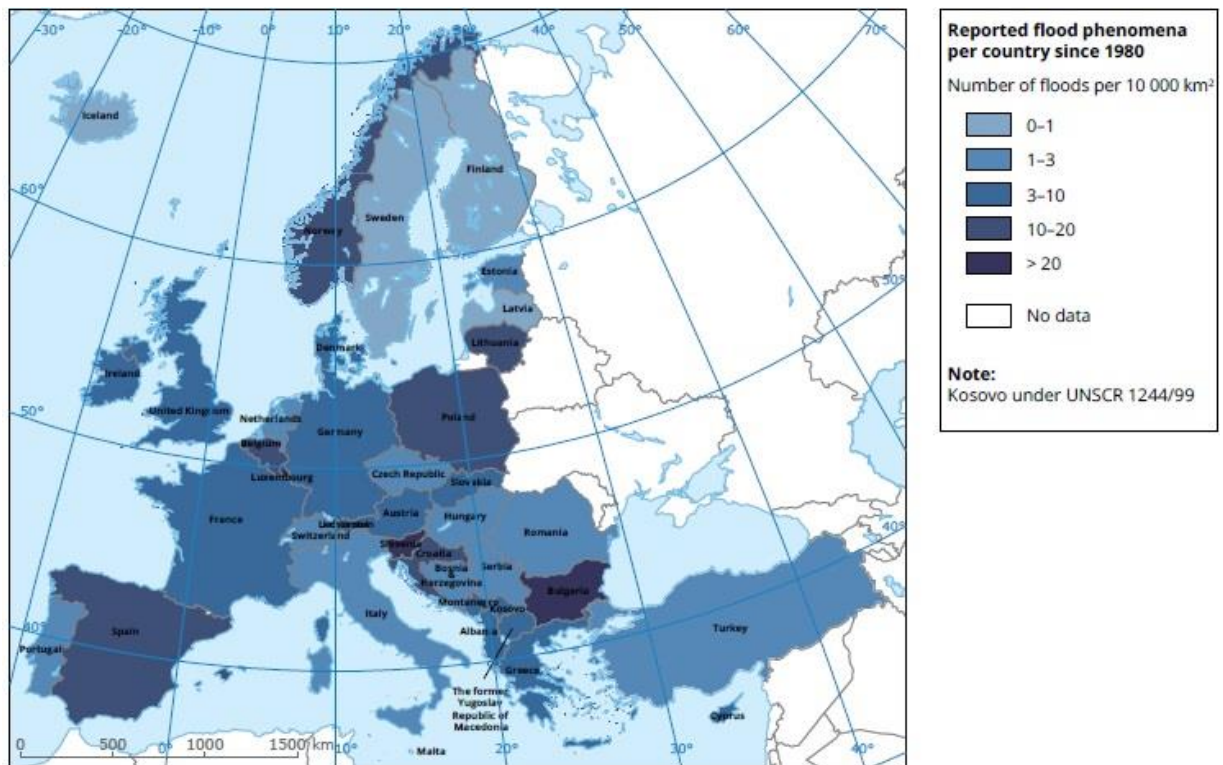 -30°
-20°
-10°
0°
10°
20°
30°
40°
50°
60°
70°
Iceland
60°
Finland
Sweden
Norway
Estonia
50°
Latvia
Lithuania
Denmark
Ireland
United Kingdom
50°
Netherlands
Poland
Germany
Belgium
Luxembourg
Czech Republic
Slovakia
France
Austria
Hungary
40°
Switzerland
Romania
Slovenia
Croatia
Bosnia
&
Herzegovina
Serbia
Bulgaria
Montenegro
Kosovo
Italy
40°
Spain
Portugal
Albania
Turkey
Greece
The former
Yugoslav
Republic of
Macedonia
Cyprus
Malta
0 500 1000 1500 km
0° 10° 20° 30° 40°
Reported flood phenomena
per country since 1980
Number of floods per 10 000 km²
0–1
1–3
3–10
10–20
> 20
No data
Note:
Kosovo under UNSCR 1244/99